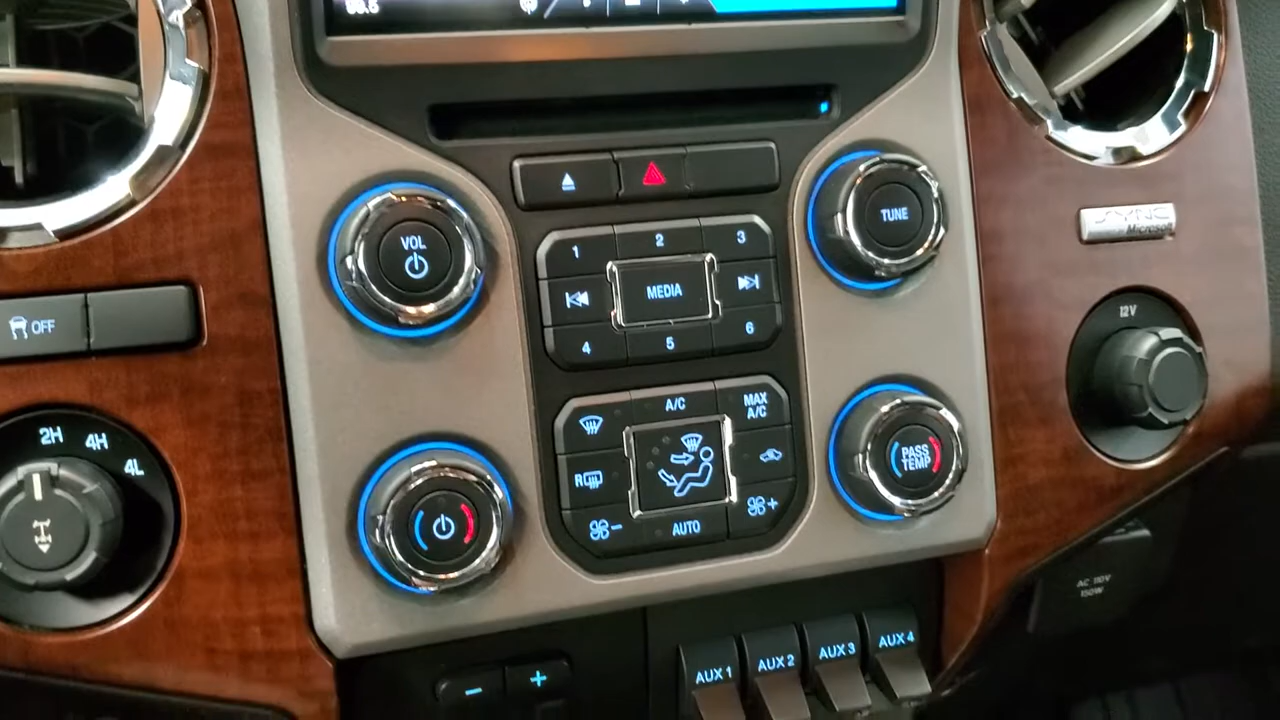 VOL
TUNE
SYNC
Microsoft
1
2
3
MEDIA
4
5
6
12V
OFF
2H
4H
4L
A/C
MAX
A/C
R
AUTO
PASS
TEMP
AC 110V
150W
− +
AUX 1
AUX 2
AUX 3
AUX 4